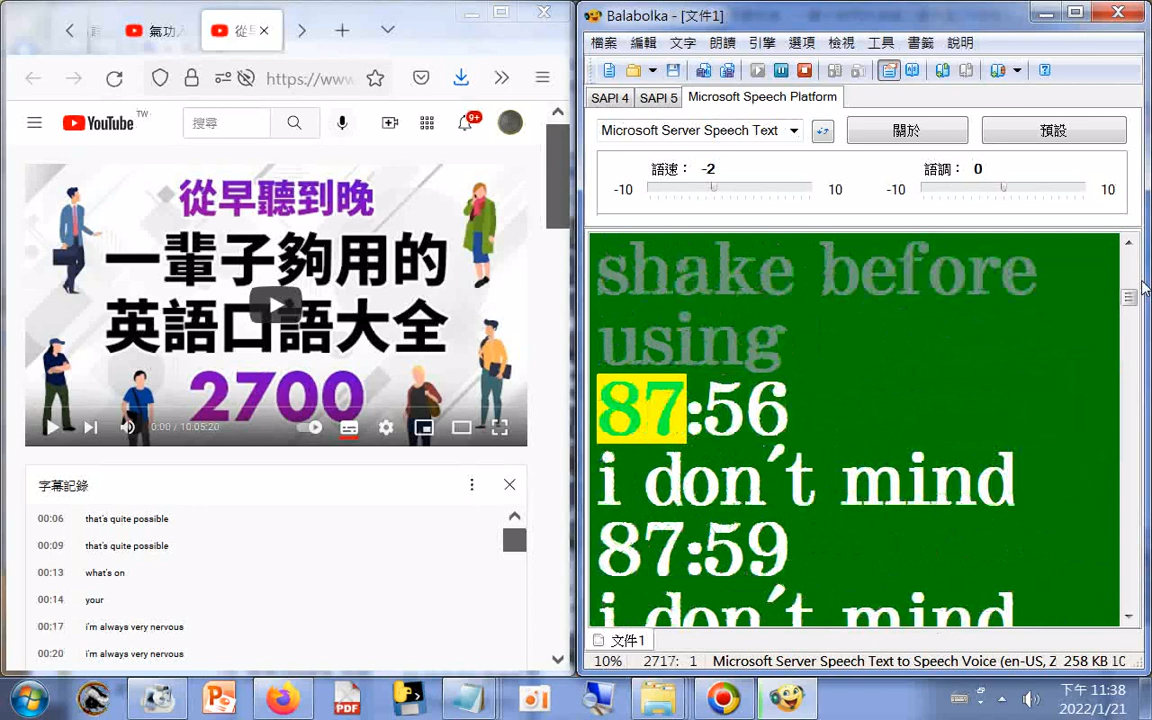 氣功
從
https://www
YouTube TW
搜尋
9+
從早聽到晚
一輩子夠用的
英語口語大全
2700
0:00 / 10:05:20
字幕記錄
00:06 that's quite possible
00:09 that's quite possible
00:13 what's on
00:14 your
00:17 i'm always very nervous
00:20 i'm always very nervous
Balabolka - [文件1]
檔案 編輯 文字 朗讀 引擎 選項 檢視 工具 書籤 說明
SAPI 4 SAPI 5 Microsoft Speech Platform
Microsoft Server Speech Text 關於 預設
語速： -2 語調： 0
-10 10 -10 10
shake before
using
87:56
i don't mind
87:59
i don't mind
文件1
10% 2717: 1 Microsoft Server Speech Text to Speech Voice (en-US, Z 258 KB 10
PDF
下午 11:38
2022/1/21